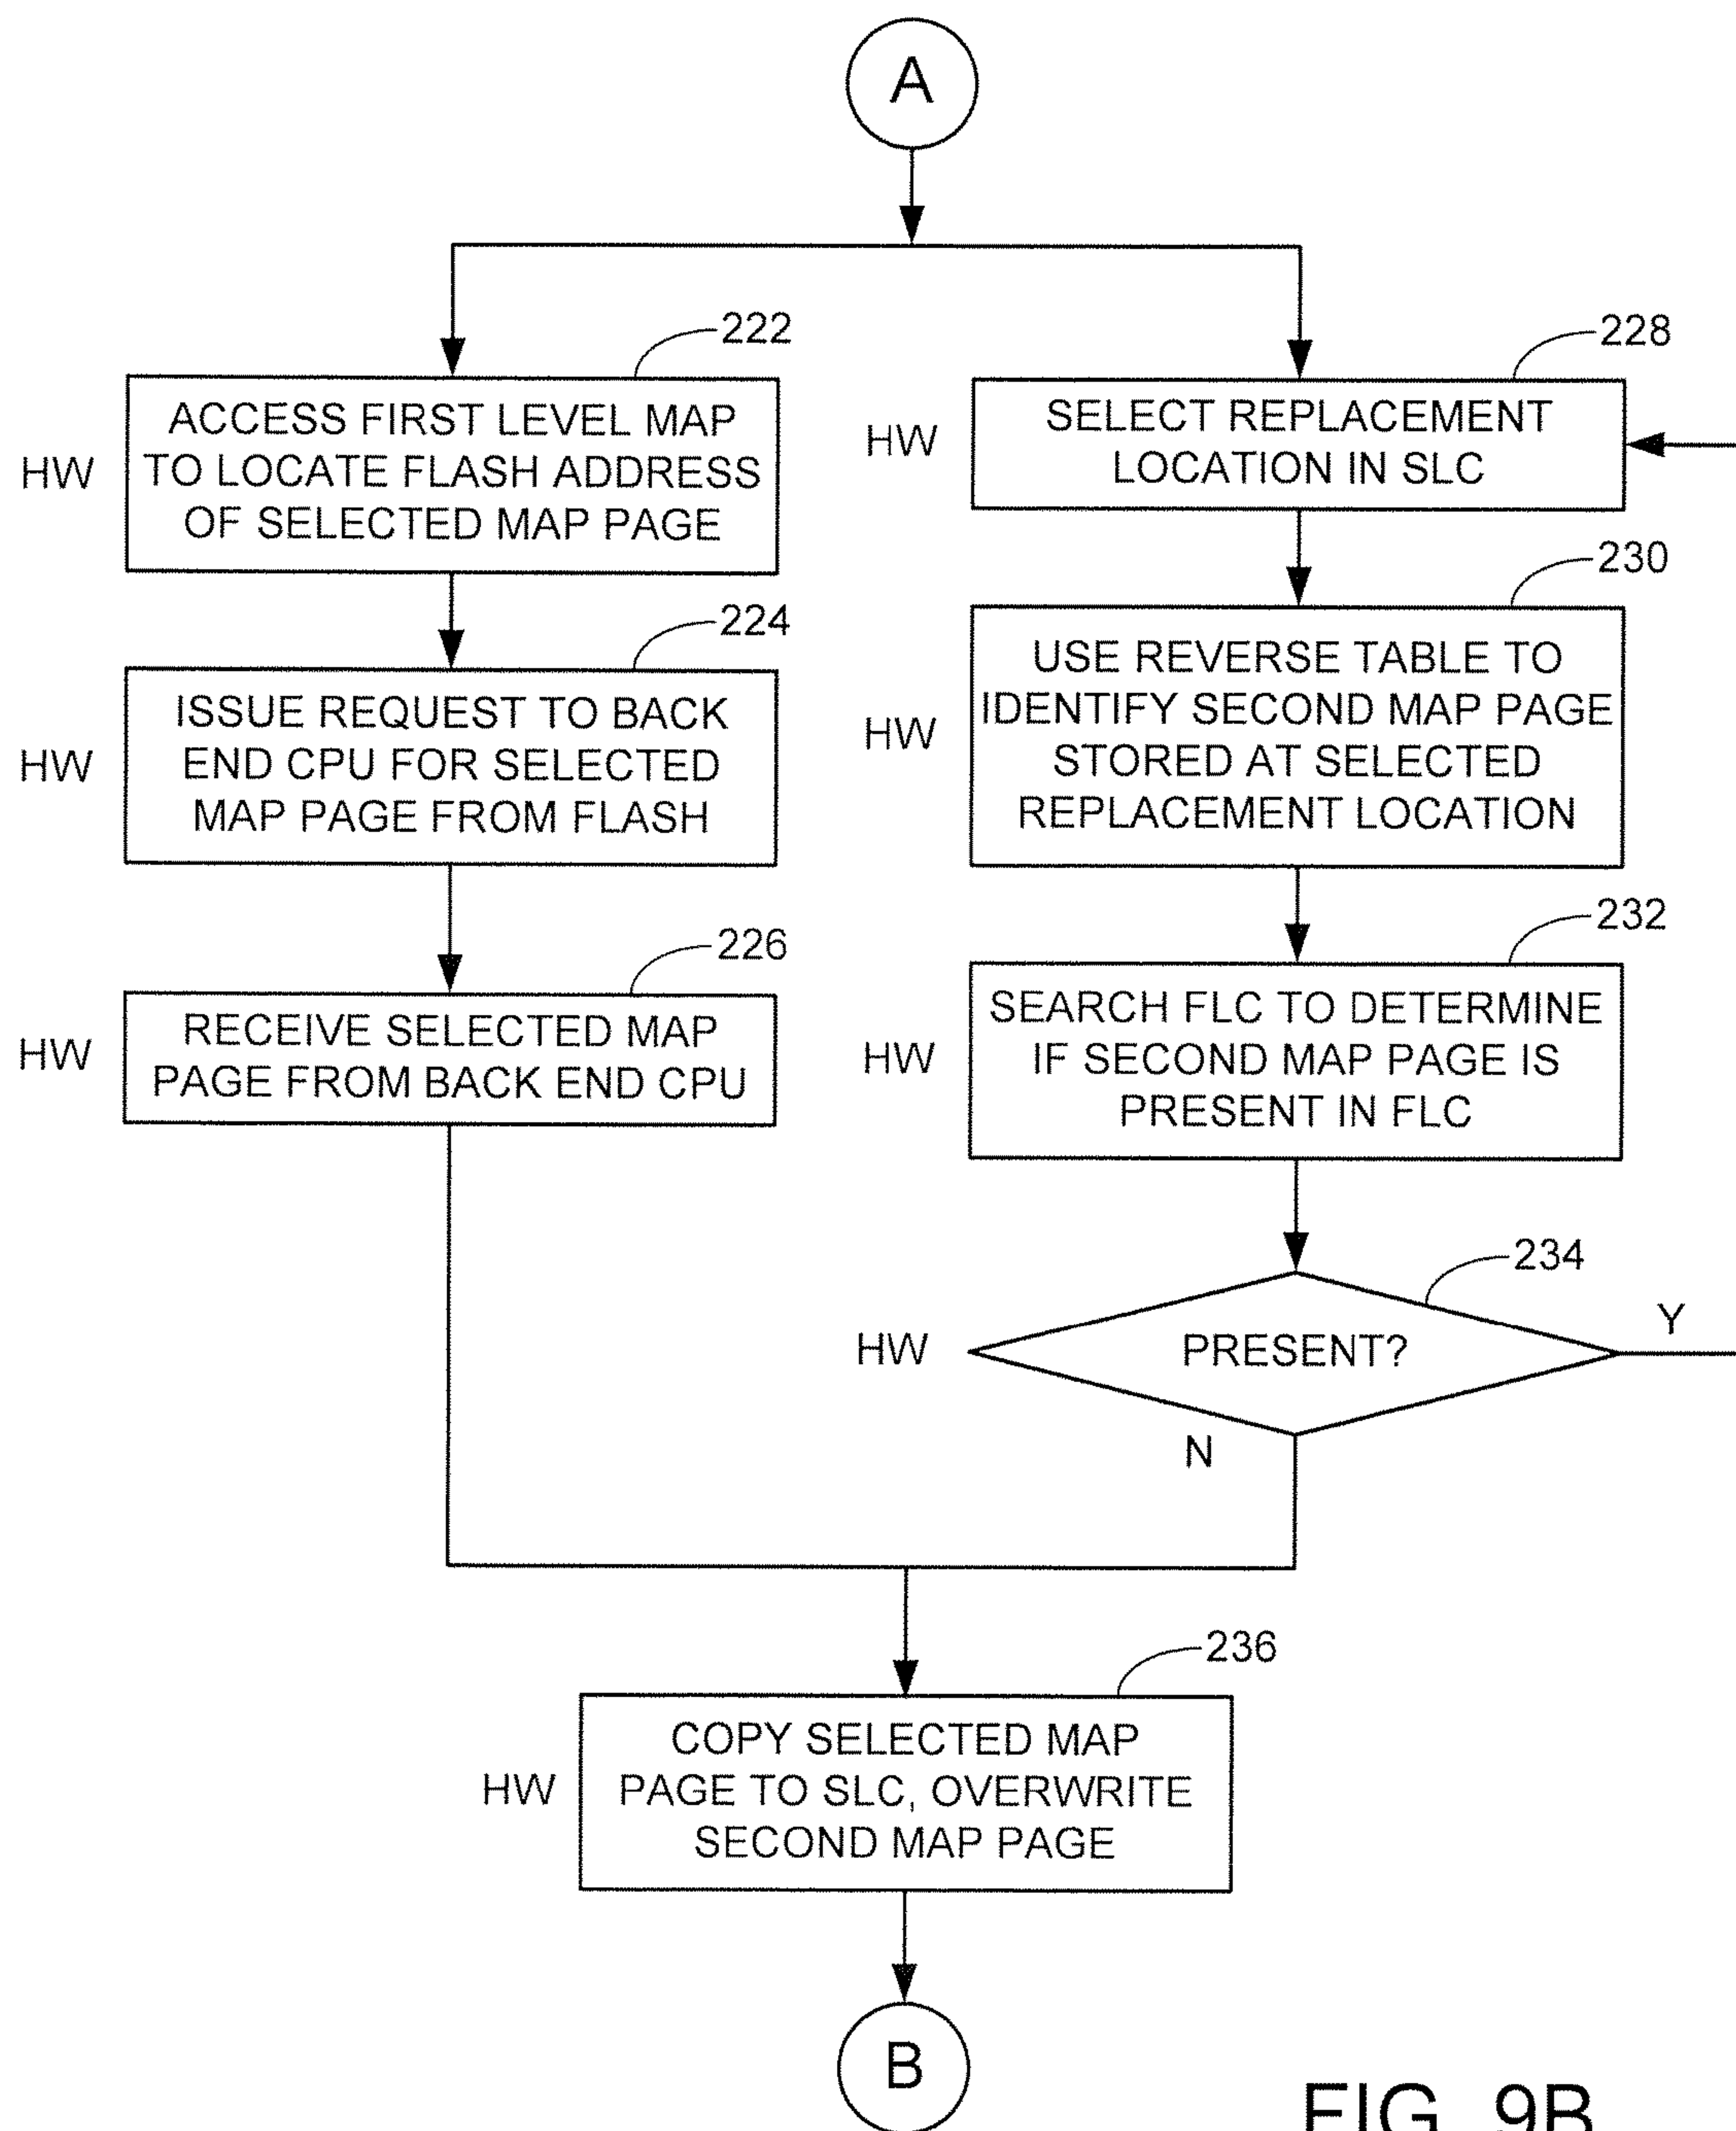 A
222
HW
ACCESS FIRST LEVEL MAP
TO LOCATE FLASH ADDRESS
OF SELECTED MAP PAGE
224
HW
ISSUE REQUEST TO BACK
END CPU FOR SELECTED
MAP PAGE FROM FLASH
226
HW
RECEIVE SELECTED MAP
PAGE FROM BACK END CPU
228
HW
SELECT REPLACEMENT
LOCATION IN SLC
230
HW
USE REVERSE TABLE TO
IDENTIFY SECOND MAP PAGE
STORED AT SELECTED
REPLACEMENT LOCATION
232
HW
SEARCH FLC TO DETERMINE
IF SECOND MAP PAGE IS
PRESENT IN FLC
234
HW
PRESENT?
Y
N
236
HW
COPY SELECTED MAP
PAGE TO SLC, OVERWRITE
SECOND MAP PAGE
B
FIG. 9B